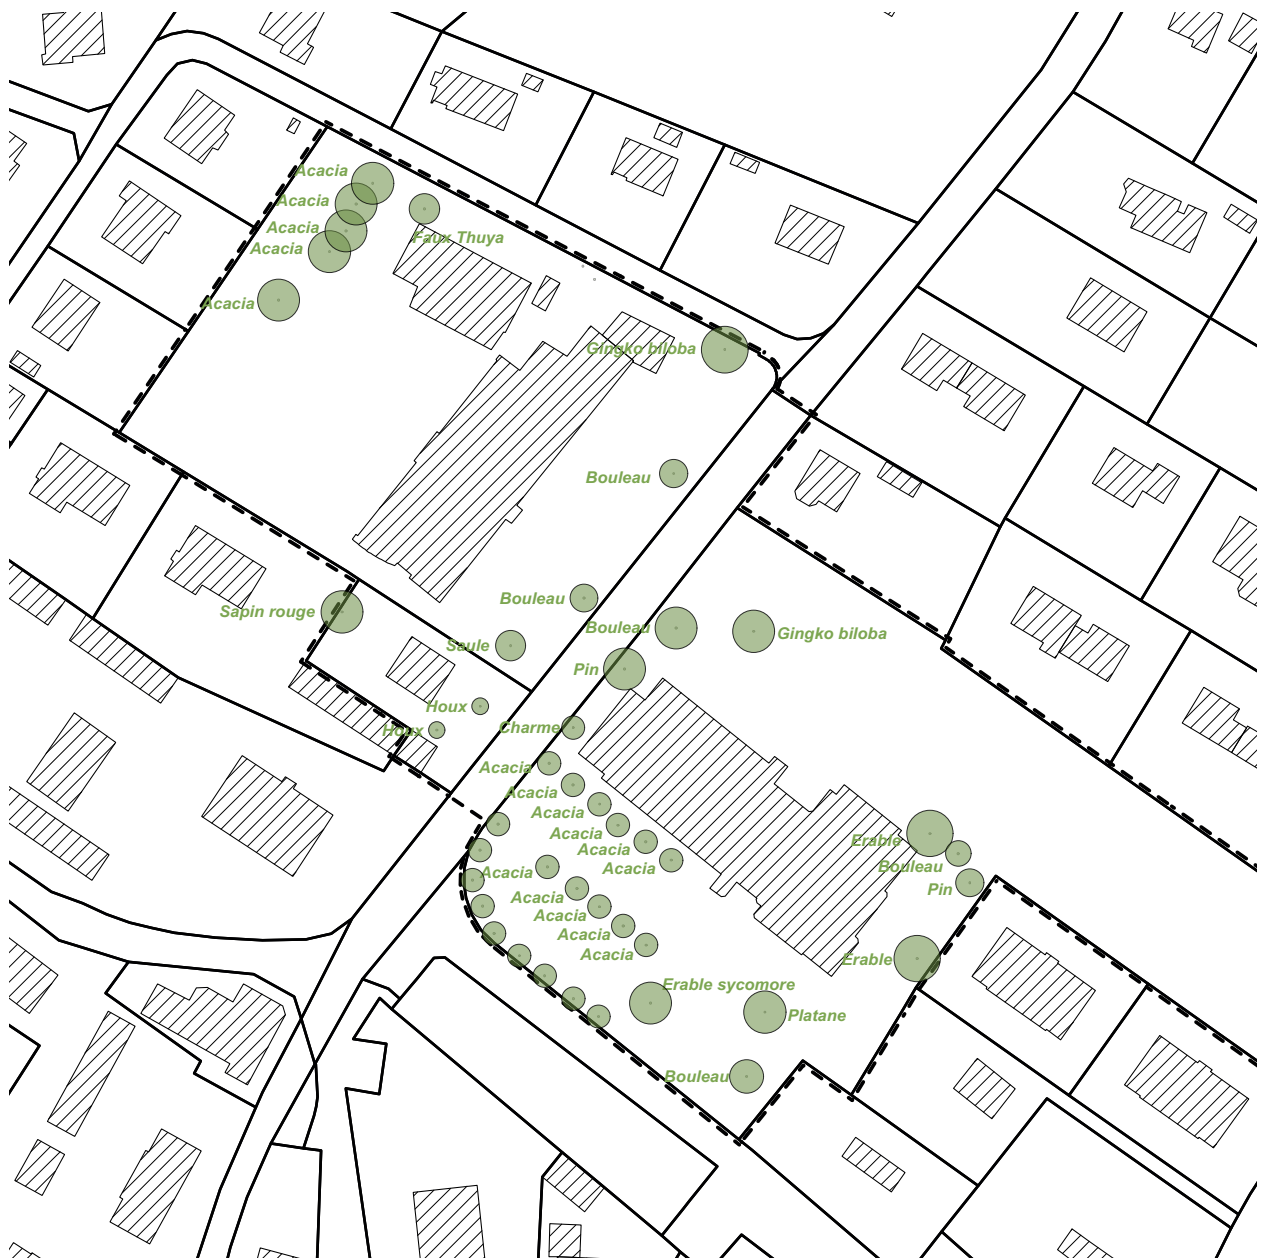 Acacia
Acacia
Acacia
Faux Thuya
Acacia
Acacia
Gingko biloba
Bouleau
Bouleau
Sapin rouge
Bouleau
Gingko biloba
Saule
Pin
Houx
Charme
Houx
Acacia
Acacia
Acacia
Acacia
Erable
Acacia
Acacia
Bouleau
Acacia
Pin
Acacia
Acacia
Acacia
Acacia
Erable
Erable sycomore
Platane
Bouleau